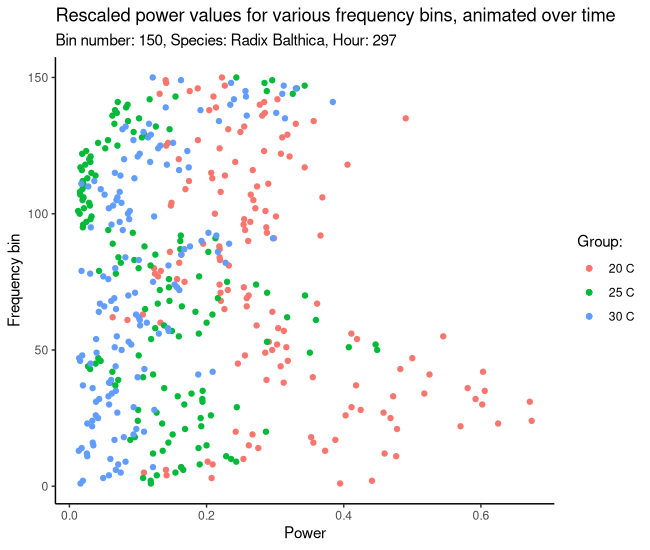 Rescaled power values for various frequency bins, animated over time
Bin number: 150, Species: Radix Balthica, Hour: 297
150
100
50
0
Frequency bin
0.0
0.2
0.4
0.6
Power
Group:
20 C
25 C
30 C